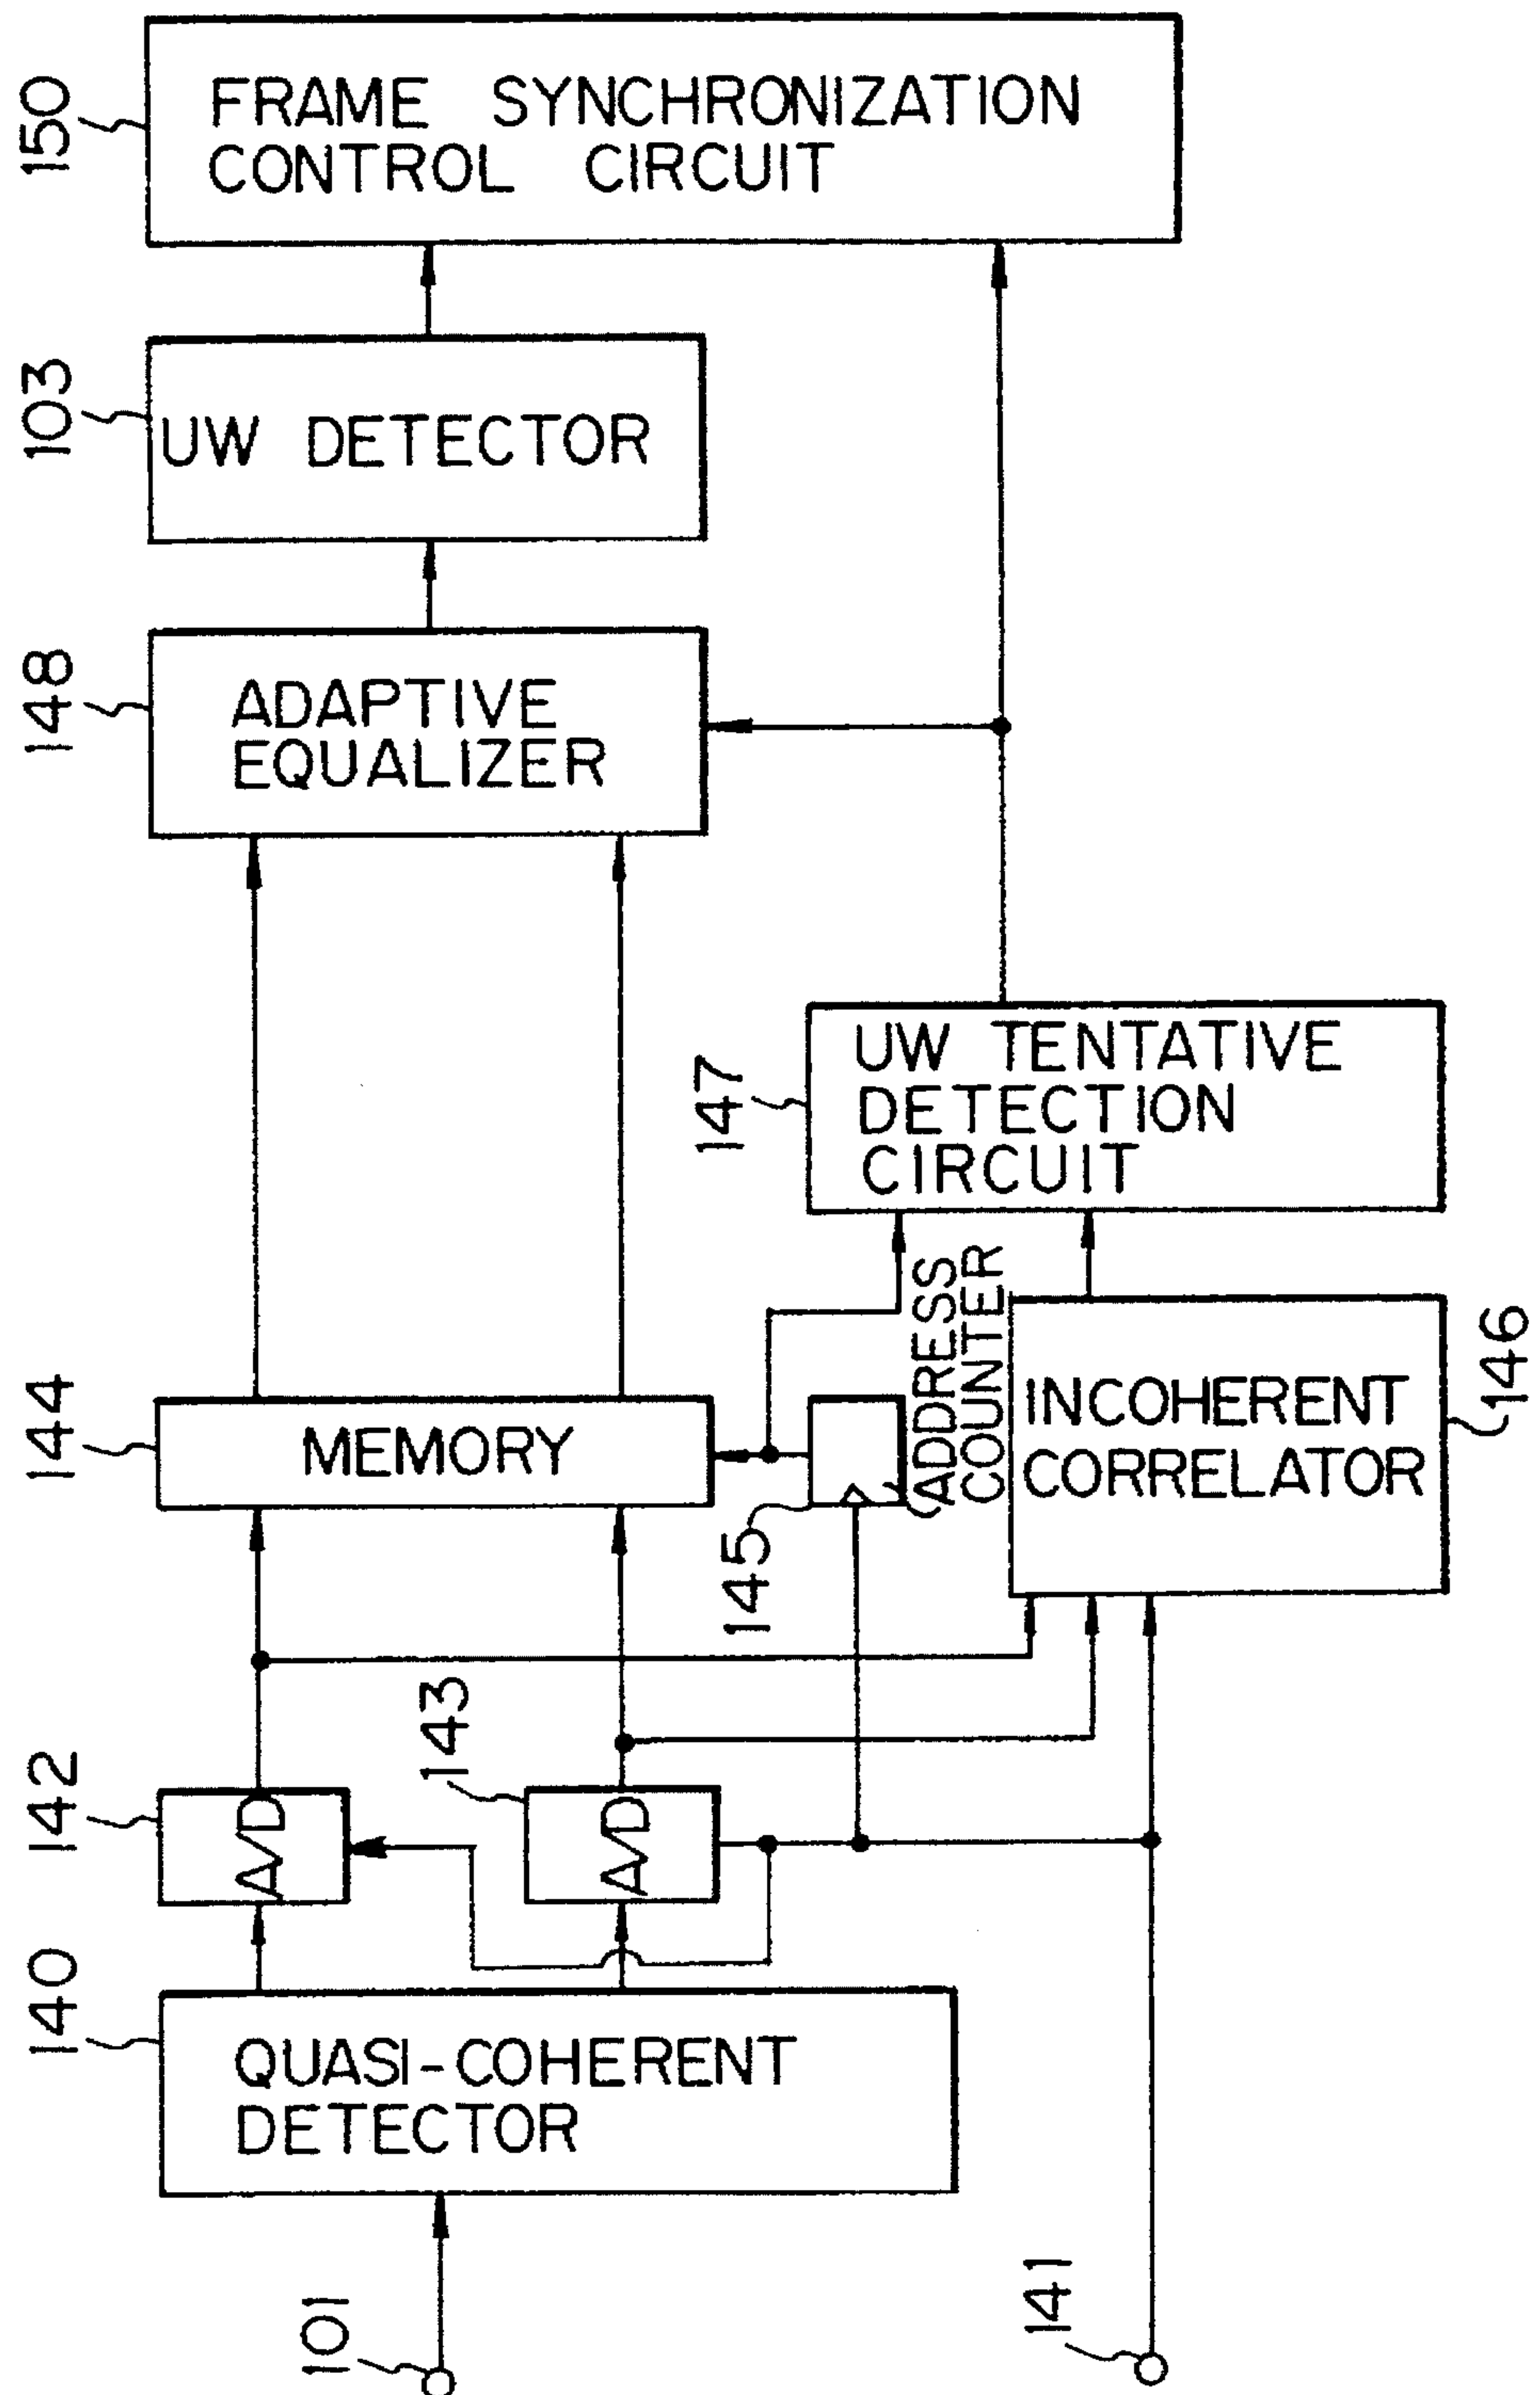 150
FRAME SYNCHRONIZATION
CONTROL CIRCUIT
103
UW DETECTOR
148
ADAPTIVE
EQUALIZER
147
UW TENTATIVE
DETECTION
CIRCUIT
144
MEMORY
145
(ADDRESS
COUNTER
INCOHERENT
CORRELATOR
146
142
A/D
143
A/D
140
QUASI-COHERENT
DETECTOR
101
141